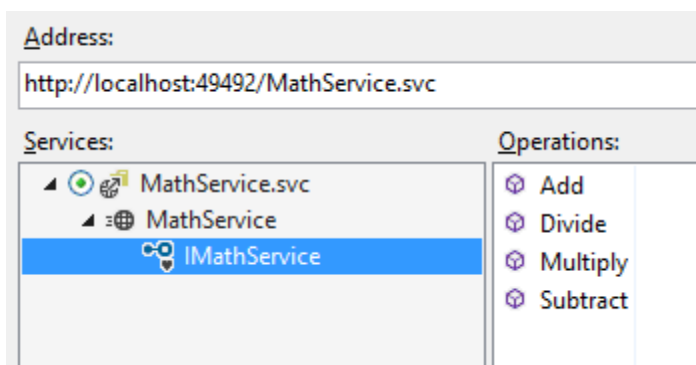 Address:
http://localhost:49492/MathService.svc
Services:
Operations:
MathService.svc
MathService
IMathService
Add
Divide
Multiply
Subtract